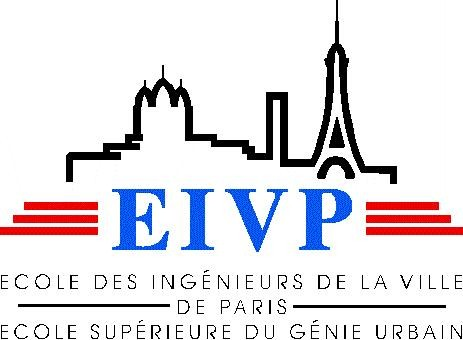 EIVP
ECOLE DES INGÉNIEURS DE LA VILLE
DE PARIS
ECOLE SUPÉRIEURE DU GÉNIE URBAIN